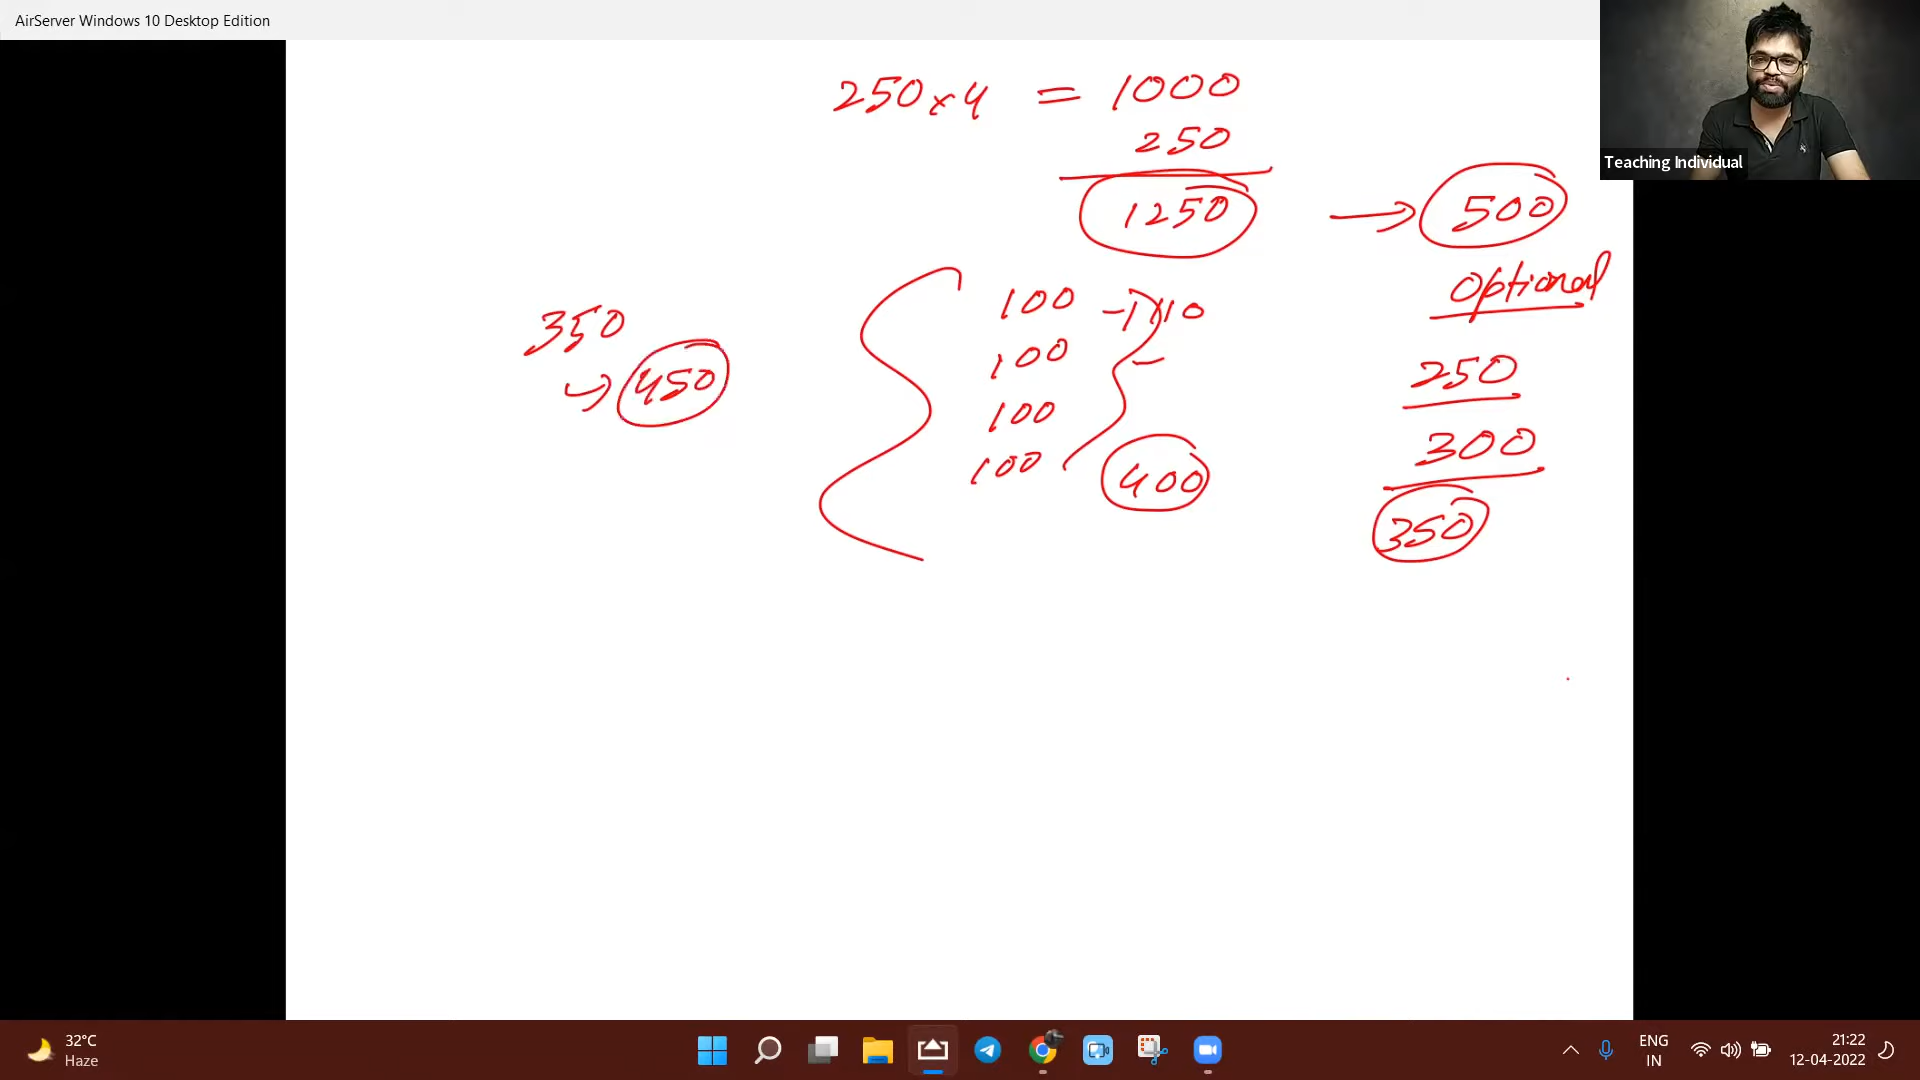 AirServer Windows 10 Desktop Edition
250 x 4 = 1000
250
1250 → 500
Teaching Individual
optional
350
→ 450
100
100
100
100
400
250
300
350
32°C
Haze
ENG
IN
21:22
12-04-2022